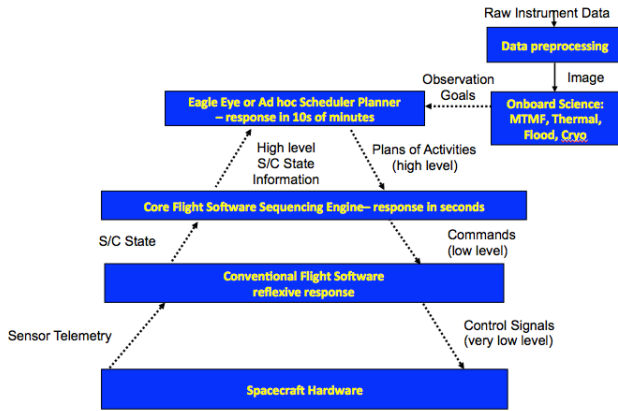 Raw Instrument Data
Data preprocessing
Image
Observation
Goals
Onboard Science:
MTMF, Thermal,
Flood, Cryo
Eagle Eye or Ad hoc Scheduler Planner
– response in 10s of minutes
High level
S/C State
Information
Plans of Activities
(high level)
Core Flight Software Sequencing Engine– response in seconds
S/C State
Commands
(low level)
Conventional Flight Software
reflexive response
Sensor Telemetry
Control Signals
(very low level)
Spacecraft Hardware